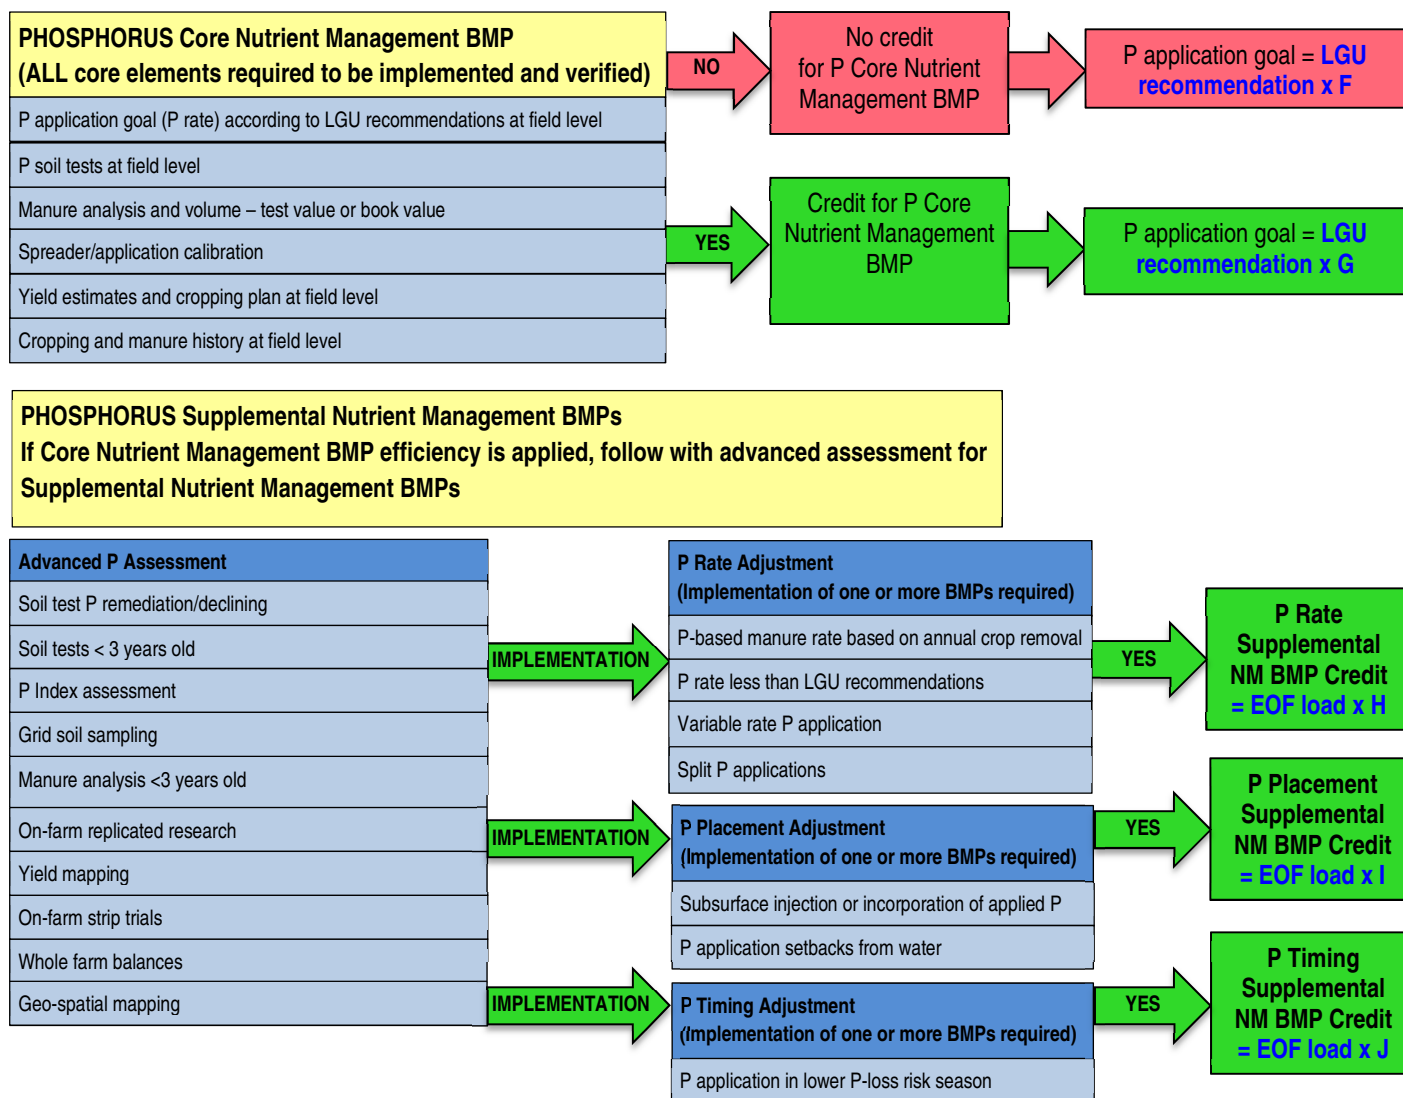 PHOSPHORUS Core Nutrient Management BMP
(ALL core elements required to be implemented and verified)
P application goal (P rate) according to LGU recommendations at field level
P soil tests at field level
Manure analysis and volume – test value or book value
Spreader/application calibration
Yield estimates and cropping plan at field level
Cropping and manure history at field level
NO
No credit
for P Core Nutrient
Management BMP
P application goal = LGU
recommendation x F
YES
Credit for P Core
Nutrient Management
BMP
P application goal = LGU
recommendation x G
PHOSPHORUS Supplemental Nutrient Management BMPs
If Core Nutrient Management BMP efficiency is applied, follow with advanced assessment for
Supplemental Nutrient Management BMPs
Advanced P Assessment
Soil test P remediation/declining
Soil tests < 3 years old
P Index assessment
Grid soil sampling
Manure analysis <3 years old
On-farm replicated research
Yield mapping
On-farm strip trials
Whole farm balances
Geo-spatial mapping
IMPLEMENTATION
P Rate Adjustment
(Implementation of one or more BMPs required)
P-based manure rate based on annual crop removal
P rate less than LGU recommendations
Variable rate P application
Split P applications
YES
P Rate
Supplemental
NM BMP Credit
= EOF load x H
IMPLEMENTATION
P Placement Adjustment
(Implementation of one or more BMPs required)
Subsurface injection or incorporation of applied P
P application setbacks from water
YES
P Placement
Supplemental
NM BMP Credit
= EOF load x I
IMPLEMENTATION
P Timing Adjustment
(Implementation of one or more BMPs required)
P application in lower P-loss risk season
YES
P Timing
Supplemental
NM BMP Credit
= EOF load x J